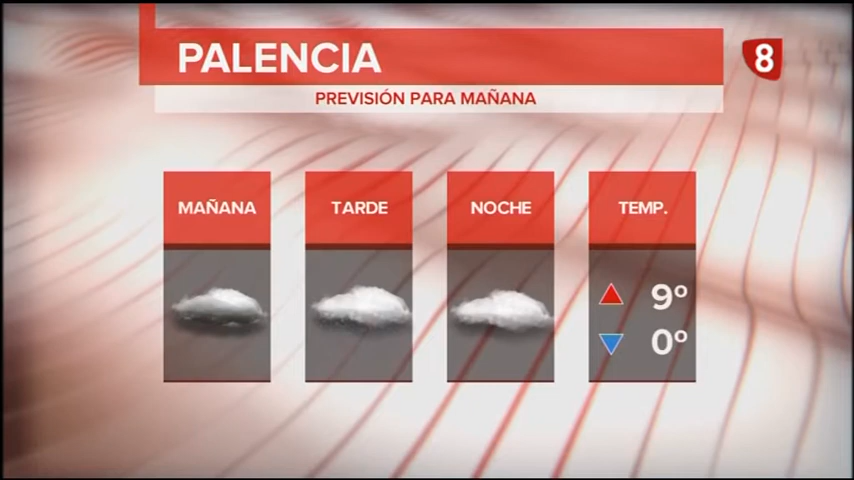 PALENCIA
8
PREVISIÓN PARA MAÑANA
MAÑANA
TARDE
NOCHE
TEMP.
9º
0º